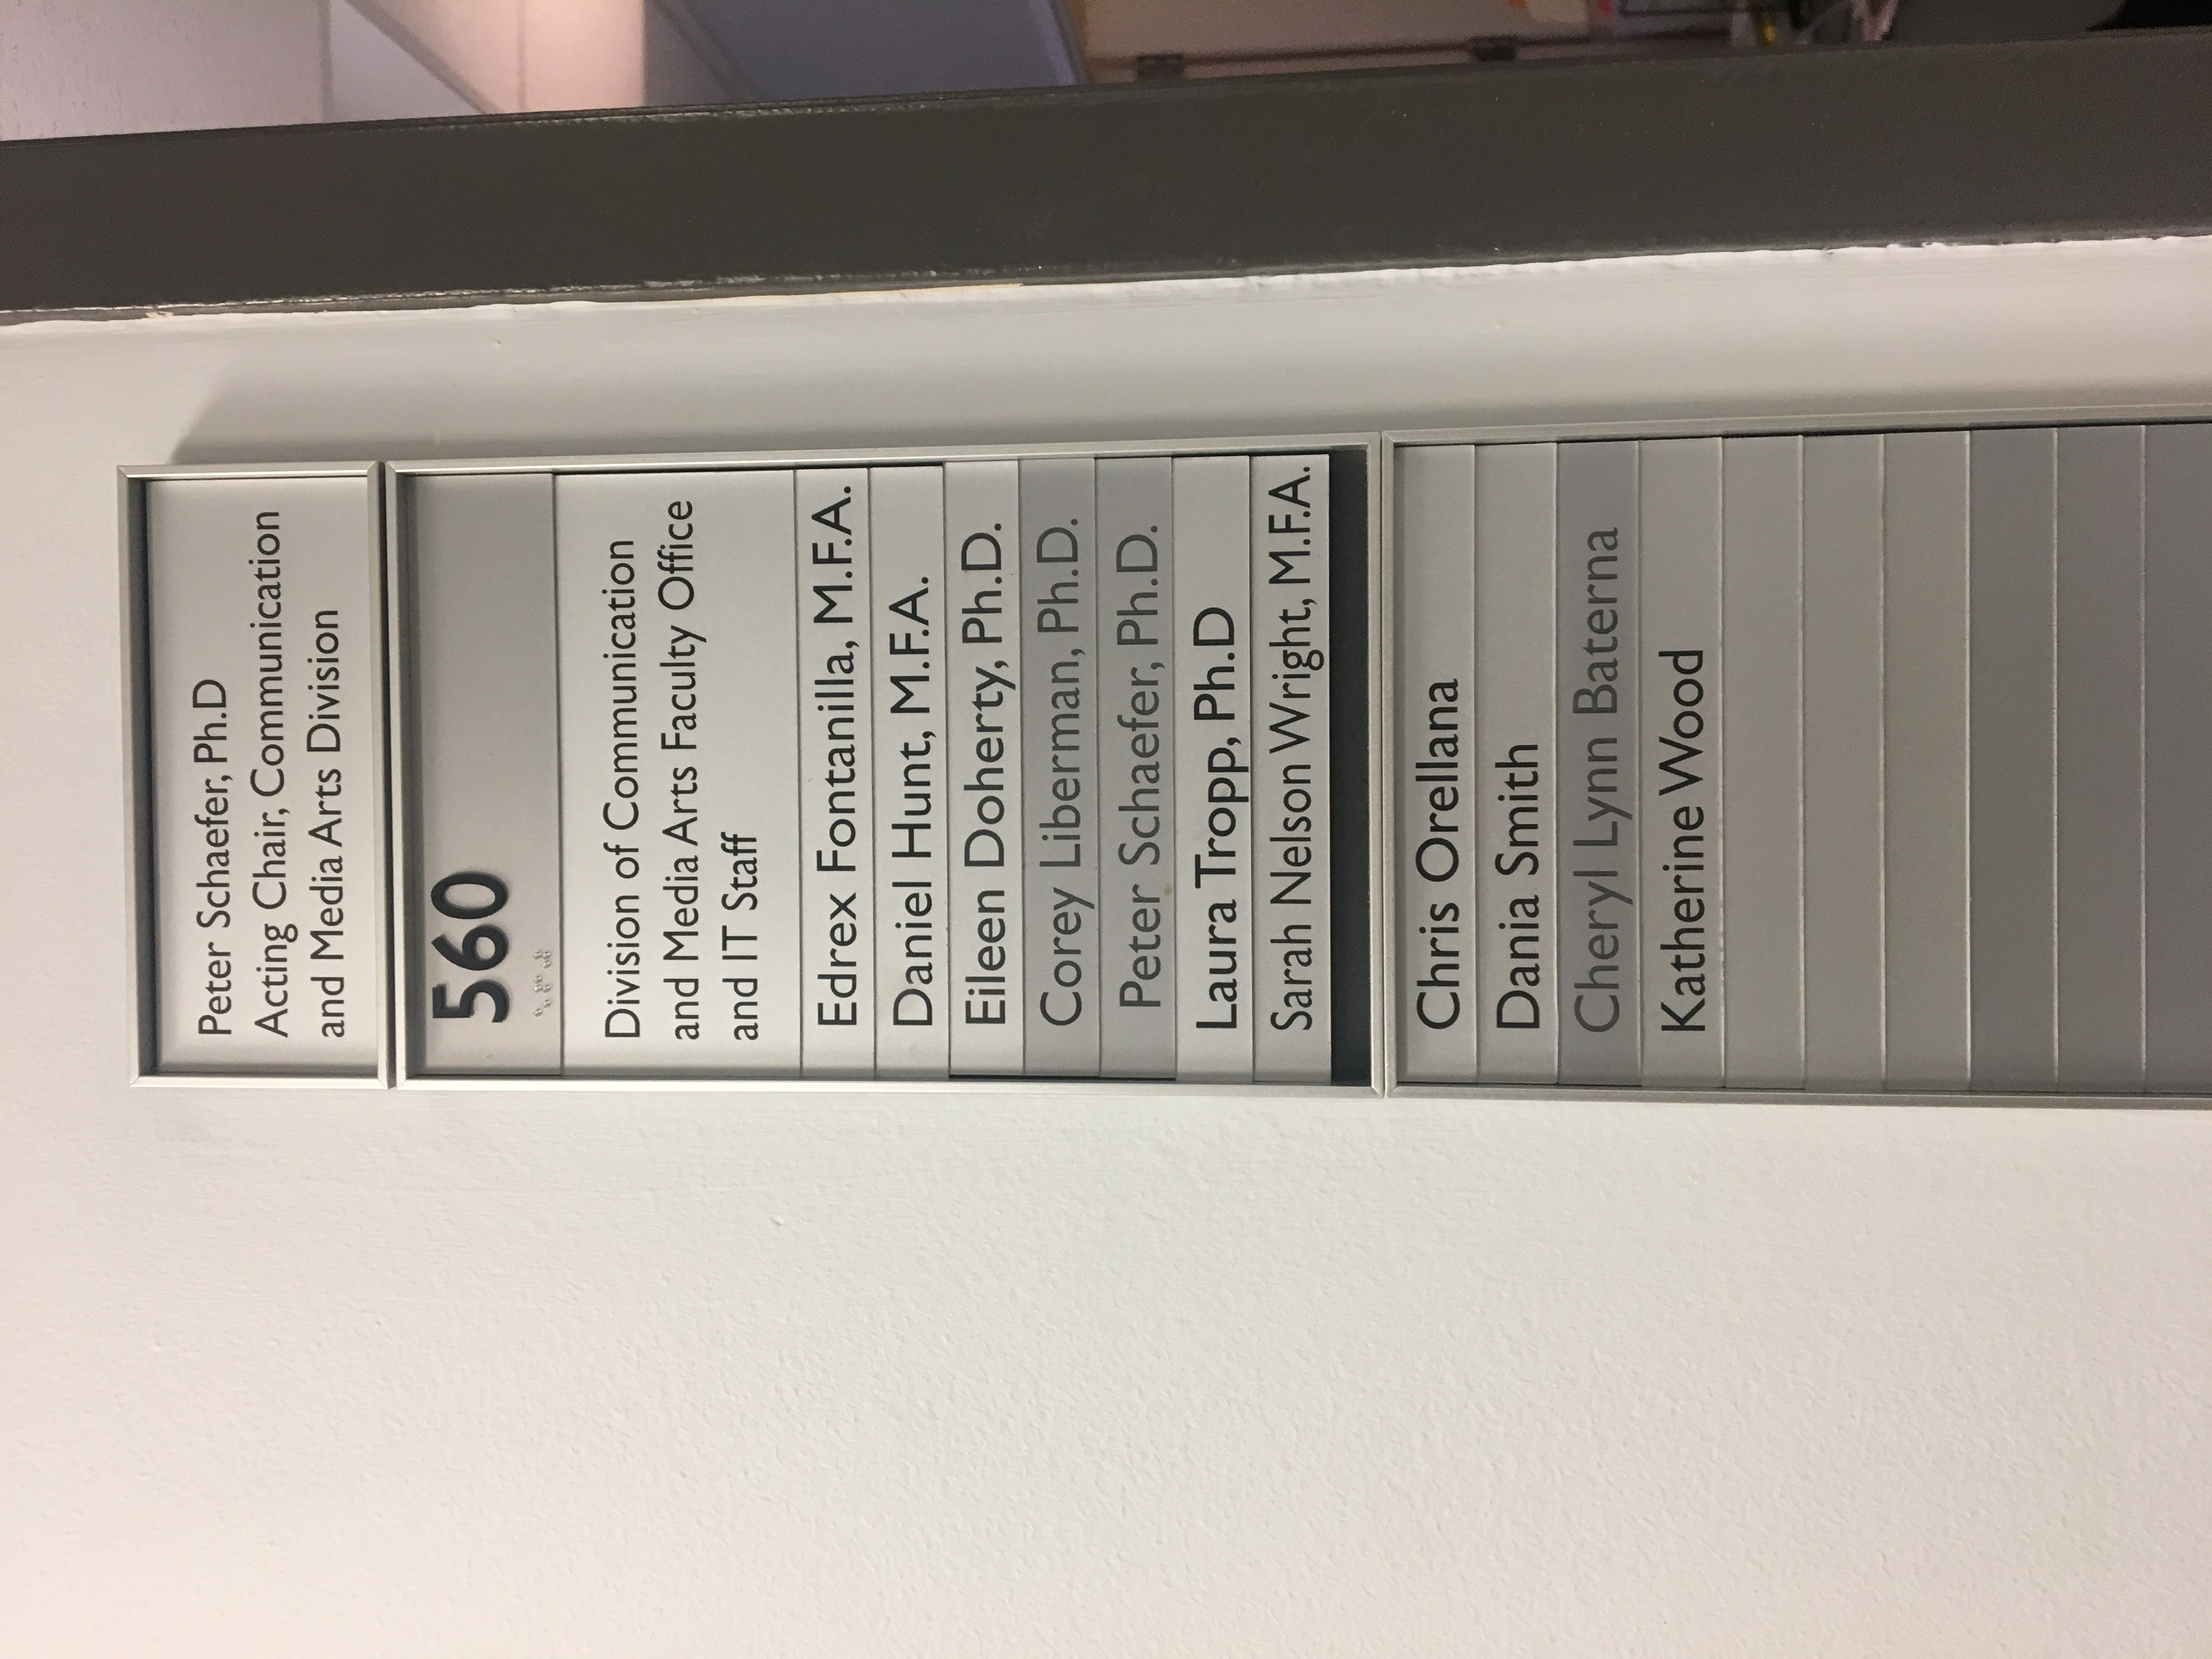 Peter Schaefer, Ph.D
Acting Chair, Communication
and Media Arts Division
560
Division of Communication
and Media Arts Faculty Office
and IT Staff
Edrex Fontanilla, M.F.A.
Daniel Hunt, M.F.A.
Eileen Doherty, Ph.D.
Corey Liberman, Ph.D.
Peter Schaefer, Ph.D.
Laura Tropp, Ph.D
Sarah Nelson Wright, M.F.A.
Chris Orellana
Dania Smith
Cheryl Lynn Baterna
Katherine Wood